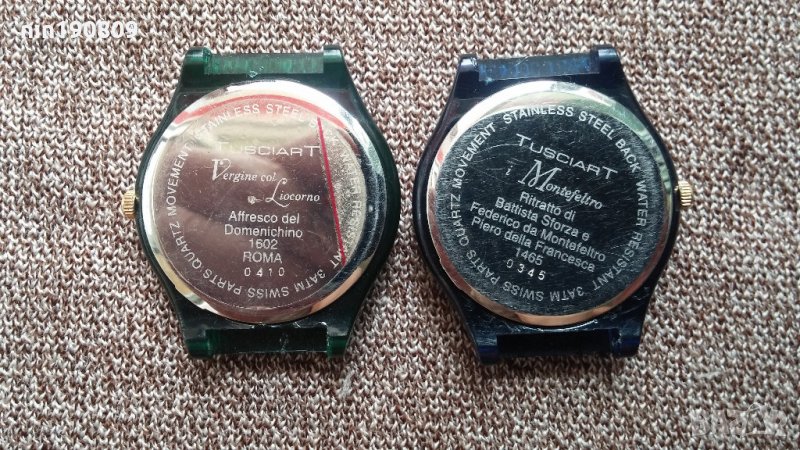 nin190809
TUSCIART
Vergine col
Liocorno
Affresco del
Domenichino
1602
ROMA
0410
STAINLESS STEEL
3ATM SWISS PARTS QUARTZ MOVEMENT
TUSCIART
i Montefeltro
Ritratto di
Battista Sforza e
Federico da Montefeltro
Piero della Francesca
1465
0345
STAINLESS STEEL BACK WATER RESISTANT 3ATM SWISS PARTS QUARTZ MOVEMENT